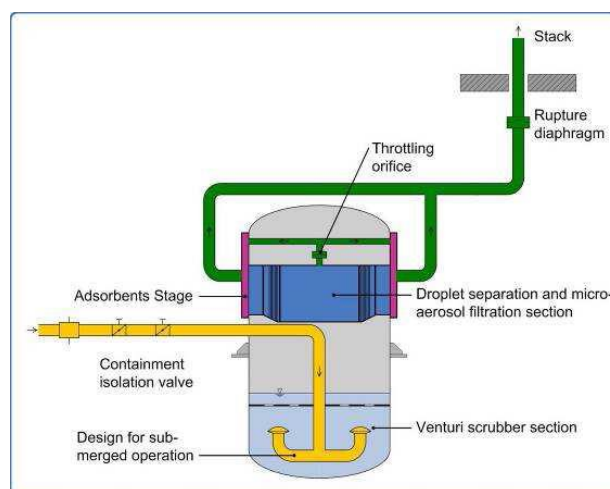 Stack
Rupture
diaphragm
Throttling
orifice
Adsorbents Stage
Droplet separation and micro-
aerosol filtration section
Containment
isolation valve
Venturi scrubber section
Design for sub-
merged operation